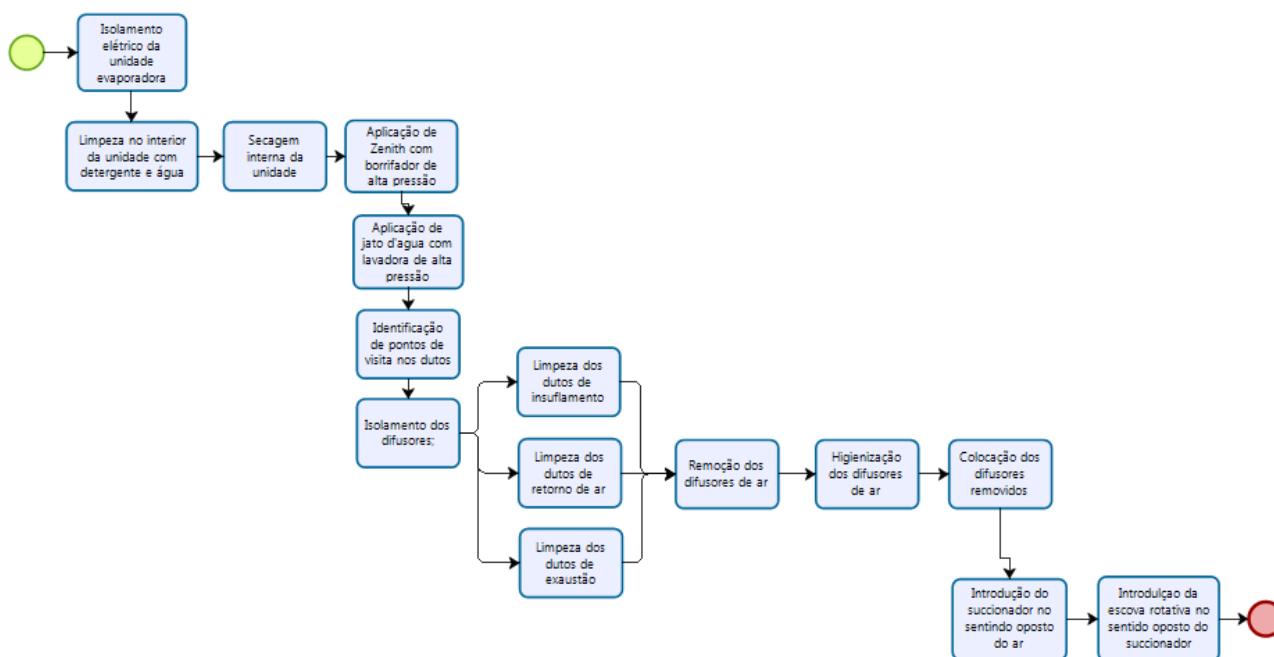 Isolamento
elétrico da
unidade
evaporadora
Limpeza no interior
da unidade com
detergente e água
Secagem
interna da
unidade
Aplicação de
Zenith com
borrifador de
alta pressão
Aplicação de
jato d'agua com
lavadora de alta
pressão
Identificação
de pontos de
visita nos dutos
Isolamento dos
difusores;
Limpeza dos
dutos de
insuflamento
Limpeza dos
dutos de
retorno de ar
Limpeza dos
dutos de
exaustão
Remoção dos
difusores de ar
Higienização
dos difusores
de ar
Colocação dos
difusores
removidos
Introdução do
succionador no
sentindo oposto
do ar
Introdulçao da
escova rotativa no
sentido oposto do
succionador